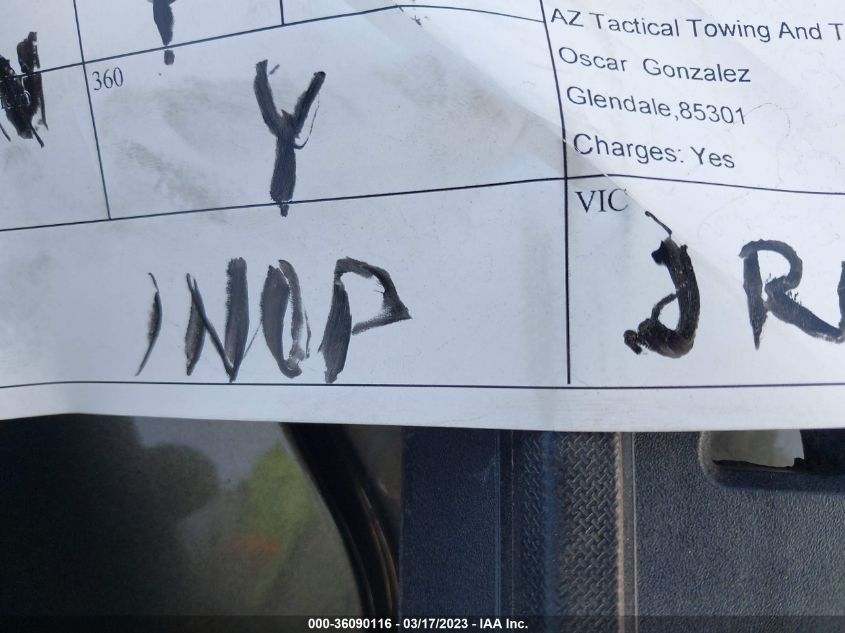 AZ Tactical Towing And T
Oscar Gonzalez
Glendale,85301
Charges: Yes
360
Y
VIC
INOP
JR
000-36090116 - 03/17/2023 - IAA Inc.